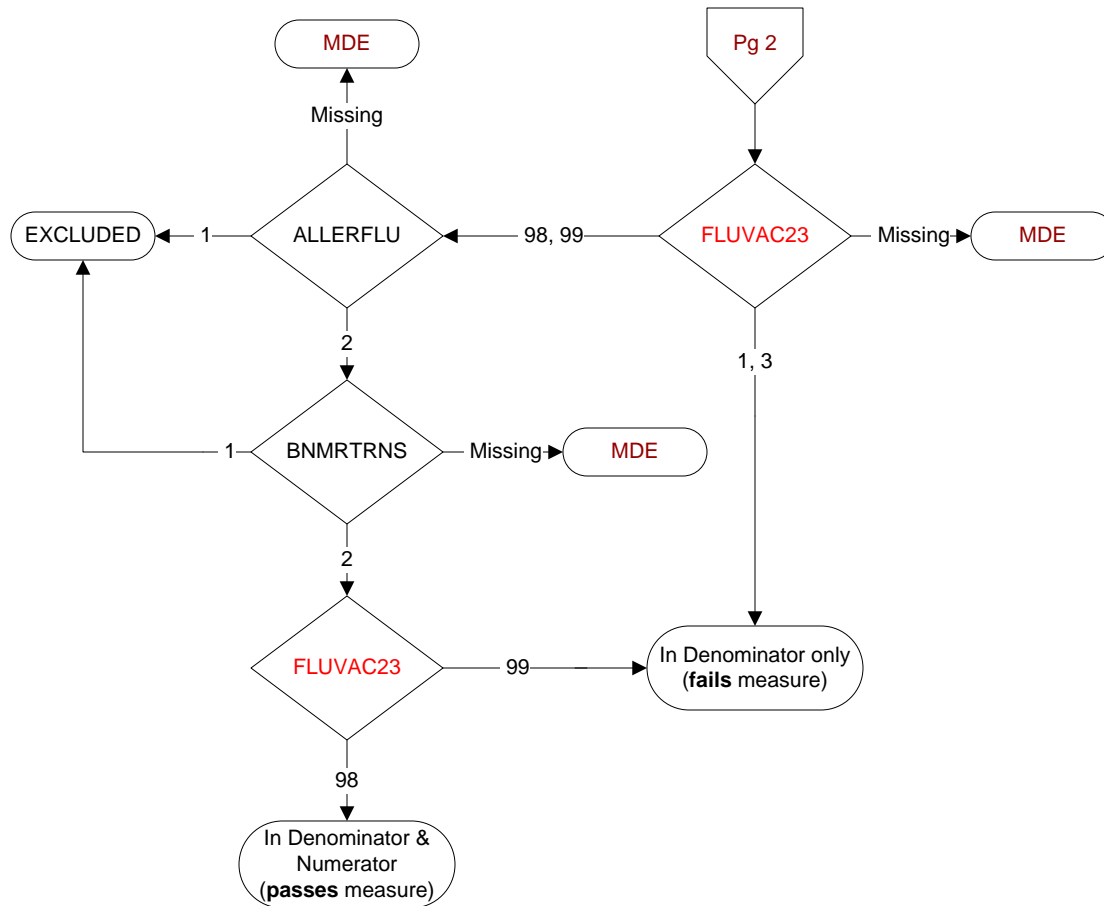 MDE
Pg 2
Missing
EXCLUDED
1
ALLERFLU
98, 99
FLUVAC23
Missing
MDE
2
1, 3
1
BNMRTRNS
Missing
MDE
2
FLUVAC23
99
In Denominator only
(fails measure)
98
In Denominator &
Numerator
(passes measure)